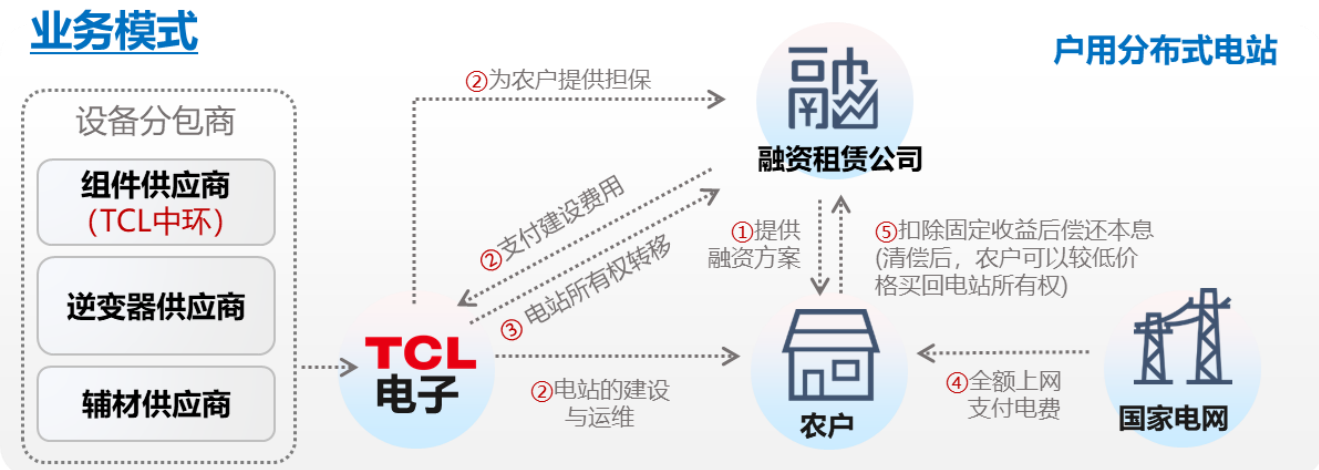 业务模式
户用分布式电站
设备分包商
组件供应商
（TCL中环）
逆变器供应商
辅材供应商
TCL
电子
②为农户提供担保
融
融资租赁公司
②支付建设费用
③电站所有权转移
①提供
融资方案
⑤扣除固定收益后偿还本息
(清偿后，农户可以较低价
格买回电站所有权)
②电站的建设
与运维
农户
④全额上网
支付电费
国家电网